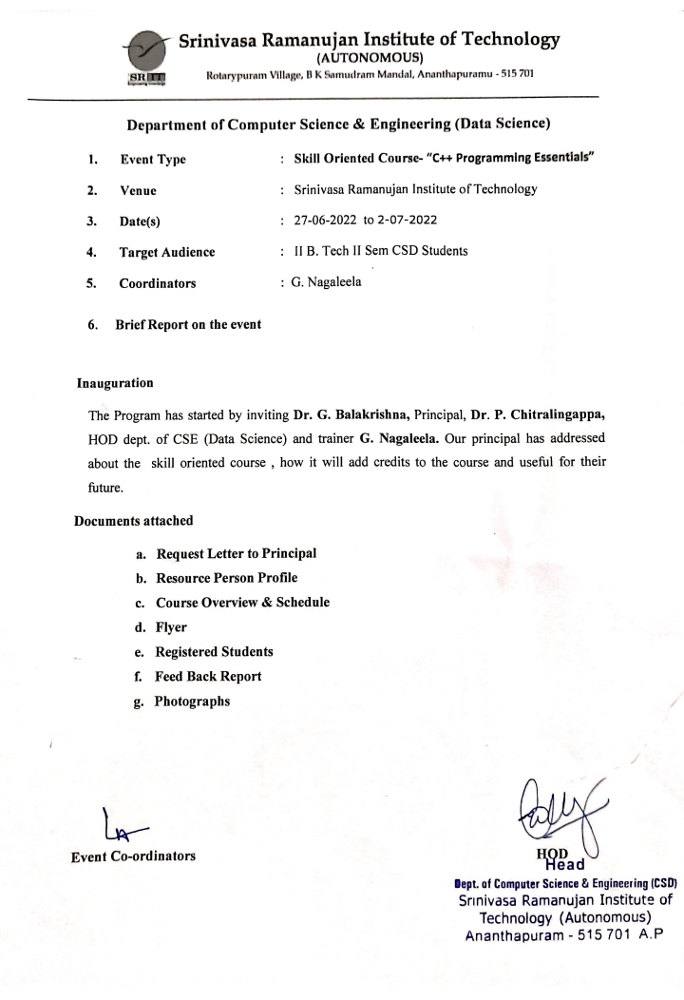 Srinivasa Ramanujan Institute of Technology
(AUTONOMOUS)
Rotarypuram Village, B K Samudram Mandal, Ananthapuramu - 515 701
SRIT
Department of Computer Science & Engineering (Data Science)
1. Event Type : Skill Oriented Course- “C++ Programming Essentials”
2. Venue : Srinivasa Ramanujan Institute of Technology
3. Date(s) : 27-06-2022 to 2-07-2022
4. Target Audience : II B. Tech II Sem CSD Students
5. Coordinators : G. Nagaleela
6. Brief Report on the event
Inauguration
The Program has started by inviting Dr. G. Balakrishna, Principal, Dr. P. Chitralingappa,
HOD dept. of CSE (Data Science) and trainer G. Nagaleela. Our principal has addressed
about the skill oriented course , how it will add credits to the course and useful for their
future.
Documents attached
a. Request Letter to Principal
b. Resource Person Profile
c. Course Overview & Schedule
d. Flyer
e. Registered Students
f. Feed Back Report
g. Photographs
Event Co-ordinators
HOD
Head
Dept. of Computer Science & Engineering (CSD)
Srinivasa Ramanujan Institute of
Technology (Autonomous)
Ananthapuram - 515 701 A.P